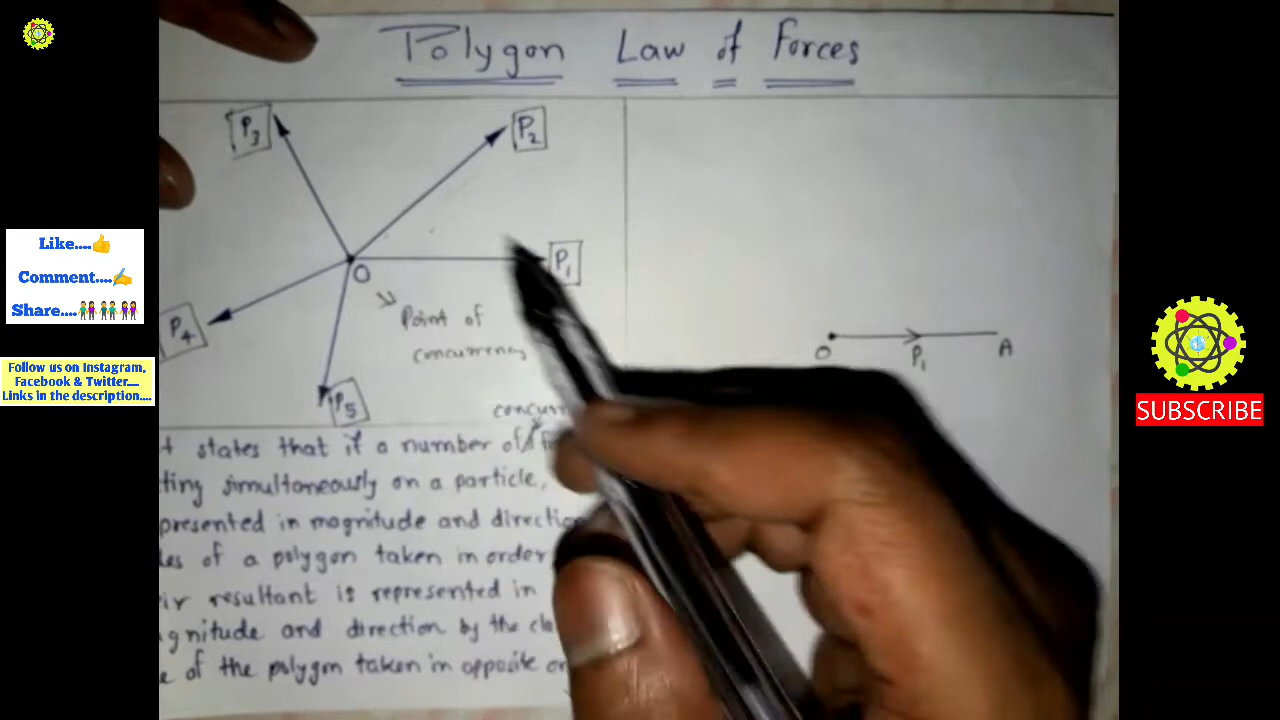 Polygon Law of Forces
P3
P2
P1
O
Point of
concurrency
P4
P5
O
P1
A
t states that if a number of
ting simultaneously on a particle,
presented in magnitude and directio
les of a polygon taken in order
ir resultant is represented in
gnitude and direction by the clo
e of the polygon taken in opposite or
Like....👍
Comment....✍
Share....👫👫👭
Follow us on Instagram,
Facebook & Twitter....
Links in the description....
SUBSCRIBE